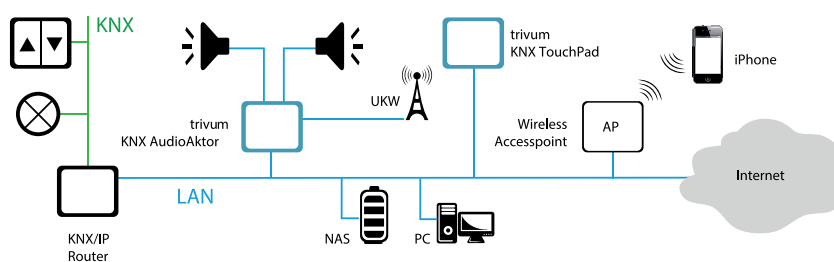 KNX
trivum
KNX AudioAktor
UKW
trivum
KNX TouchPad
iPhone
Wireless
Accesspoint
AP
Internet
LAN
KNX/IP
Router
NAS
PC